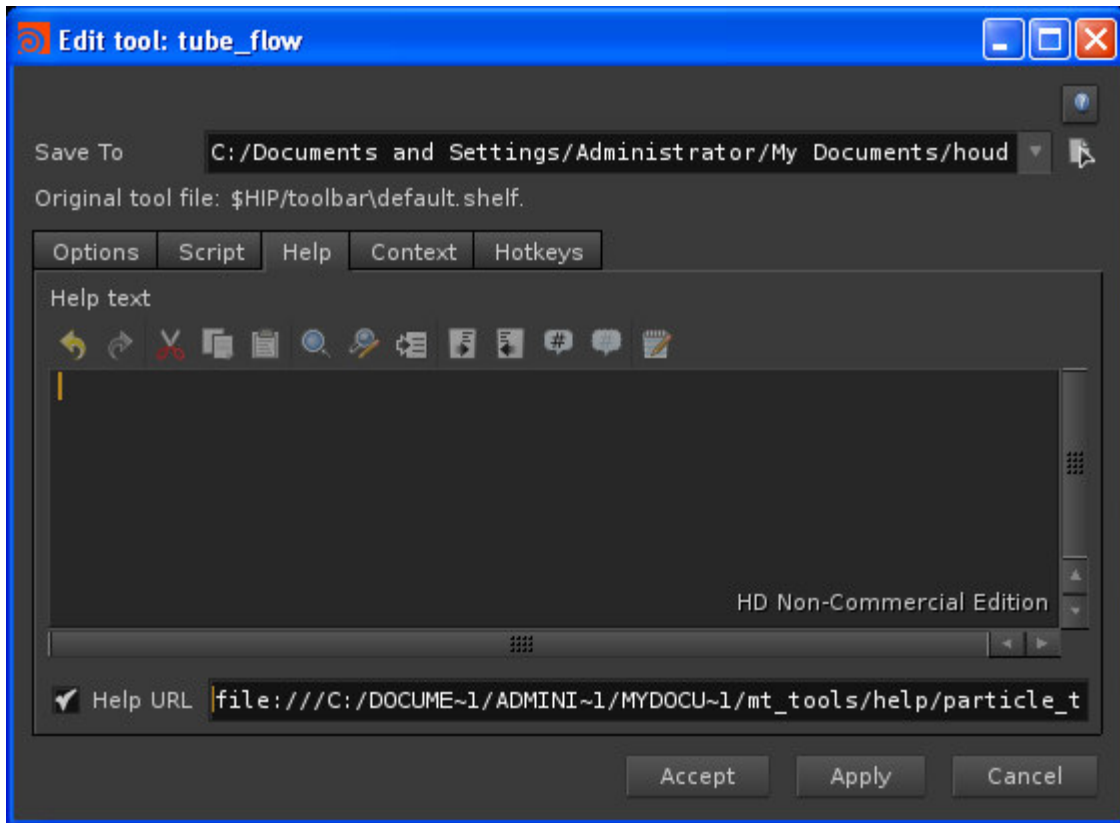 Edit tool: tube_flow
Save To C:/Documents and Settings/Administrator/My Documents/houd
Original tool file: $HIP/toolbar\default.shelf.
Options Script Help Context Hotkeys
Help text
HD Non-Commercial Edition
Help URL file:///C:/DOCUME~1/ADMINI~1/MYDOCU~1/mt_tools/help/particle_t
Accept Apply Cancel